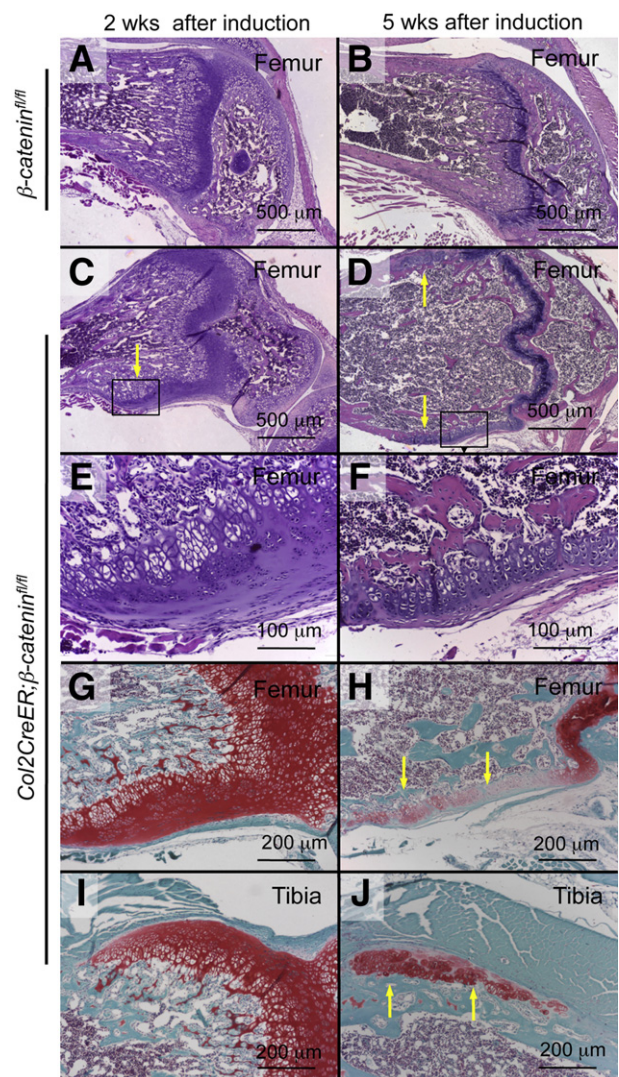 2 wks after induction
5 wks after induction
β-catenin fl/fl
A
Femur
500 μm
B
Femur
500 μm
Col2CreER;β-catenin fl/fl
C
Femur
500 μm
D
Femur
500 μm
E
Femur
100 μm
F
Femur
100 μm
G
Femur
200 μm
H
Femur
200 μm
I
Tibia
200 μm
J
Tibia
200 μm